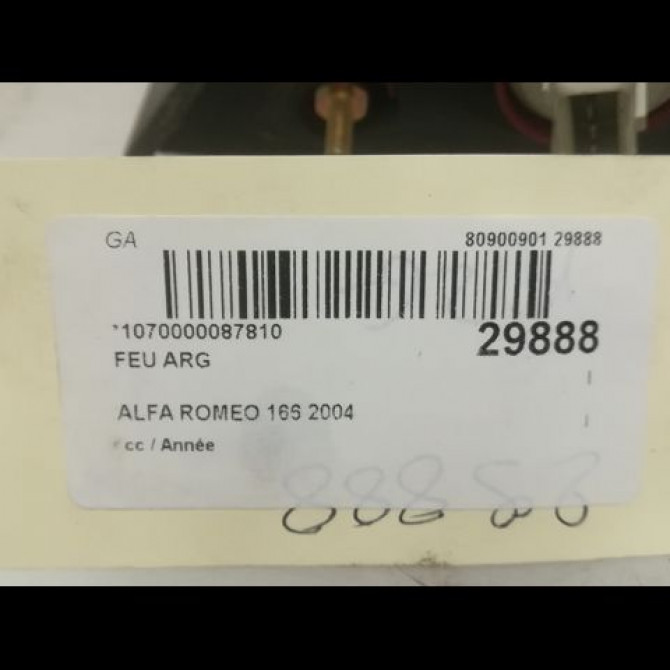 GA 80900901 29888
*1070000087810 29888
FEU ARG
ALFA ROMEO 166 2004
cc / Année